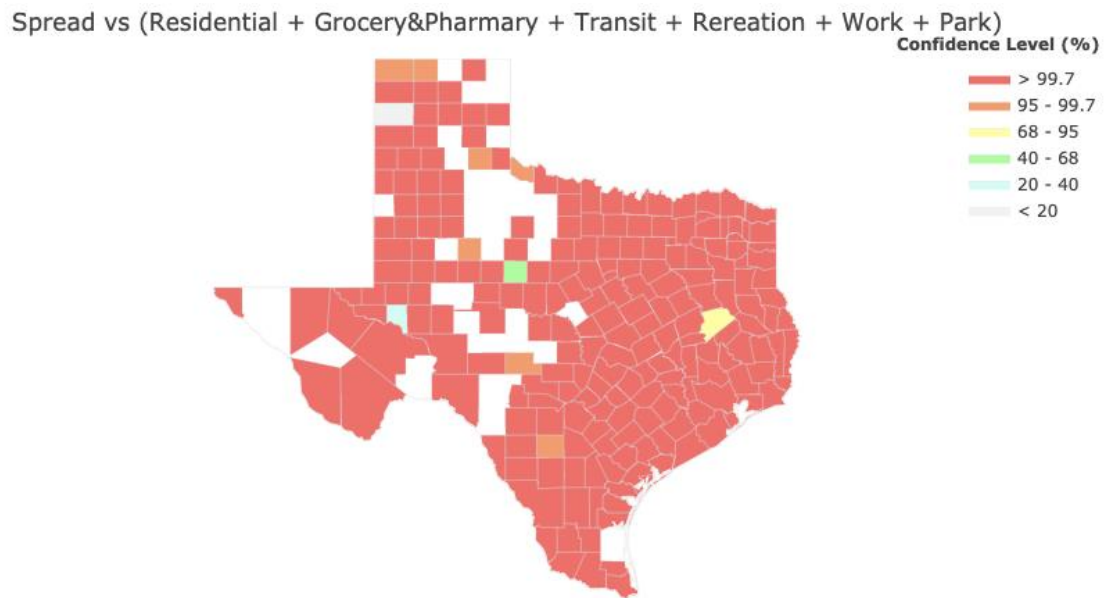 Spread vs (Residential + Grocery&Pharmary + Transit + Rereation + Work + Park)
Confidence Level (%)
> 99.7
95 - 99.7
68 - 95
40 - 68
20 - 40
< 20